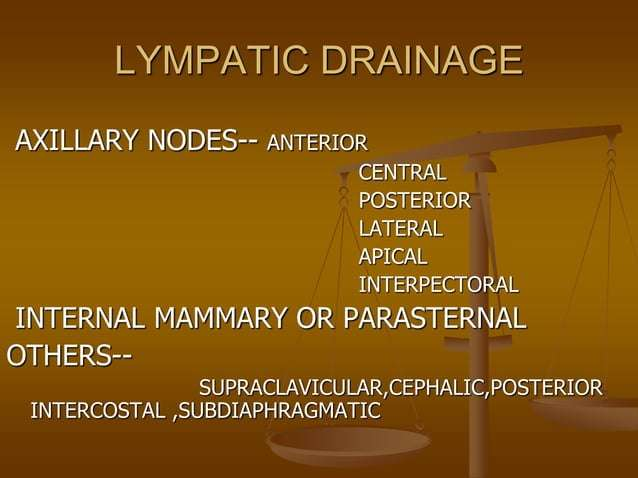 LYMPATIC DRAINAGE
AXILLARY NODES-- ANTERIOR
CENTRAL
POSTERIOR
LATERAL
APICAL
INTERPECTORAL
INTERNAL MAMMARY OR PARASTERNAL
OTHERS--
SUPRACLAVICULAR,CEPHALIC,POSTERIOR
INTERCOSTAL ,SUBDIAPHRAGMATIC